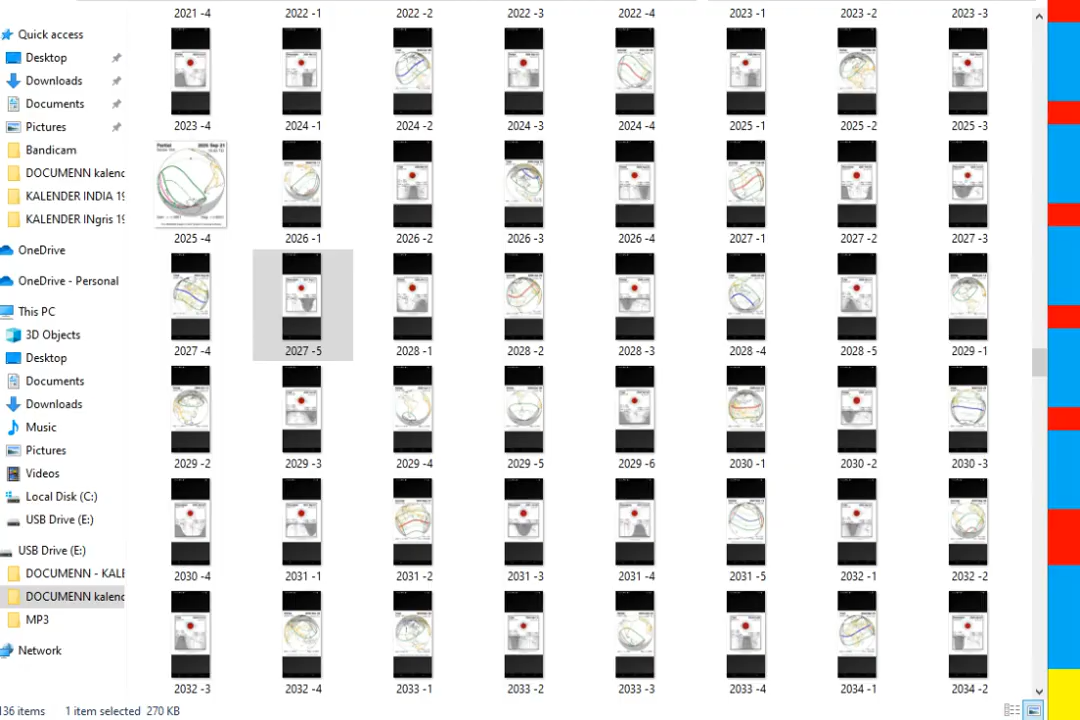 2021 -4
2022 -1
2022 -2
2022 -3
2022 -4
2023 -1
2023 -2
2023 -3
Quick access
Desktop
Downloads
Documents
Pictures
Bandicam
DOCUMENN kalenc
KALENDER INDIA 19
KALENDER INgris 19
OneDrive
OneDrive - Personal
This PC
3D Objects
Desktop
Documents
Downloads
Music
Pictures
Videos
Local Disk (C:)
USB Drive (E:)
USB Drive (E:)
DOCUMENN - KALE
DOCUMENN kalenc
MP3
Network
2023 -4
2024 -1
2024 -2
2024 -3
2024 -4
2025 -1
2025 -2
2025 -3
Partial
2025 Sep 21
2025 -4
2026 -1
2026 -2
2026 -3
2026 -4
2027 -1
2027 -2
2027 -3
2027 -4
2027 -5
2028 -1
2028 -2
2028 -3
2028 -4
2028 -5
2029 -1
2029 -2
2029 -3
2029 -4
2029 -5
2029 -6
2030 -1
2030 -2
2030 -3
2030 -4
2031 -1
2031 -2
2031 -3
2031 -4
2031 -5
2032 -1
2032 -2
2032 -3
2032 -4
2033 -1
2033 -2
2033 -3
2033 -4
2034 -1
2034 -2
136 items
1 item selected 270 KB